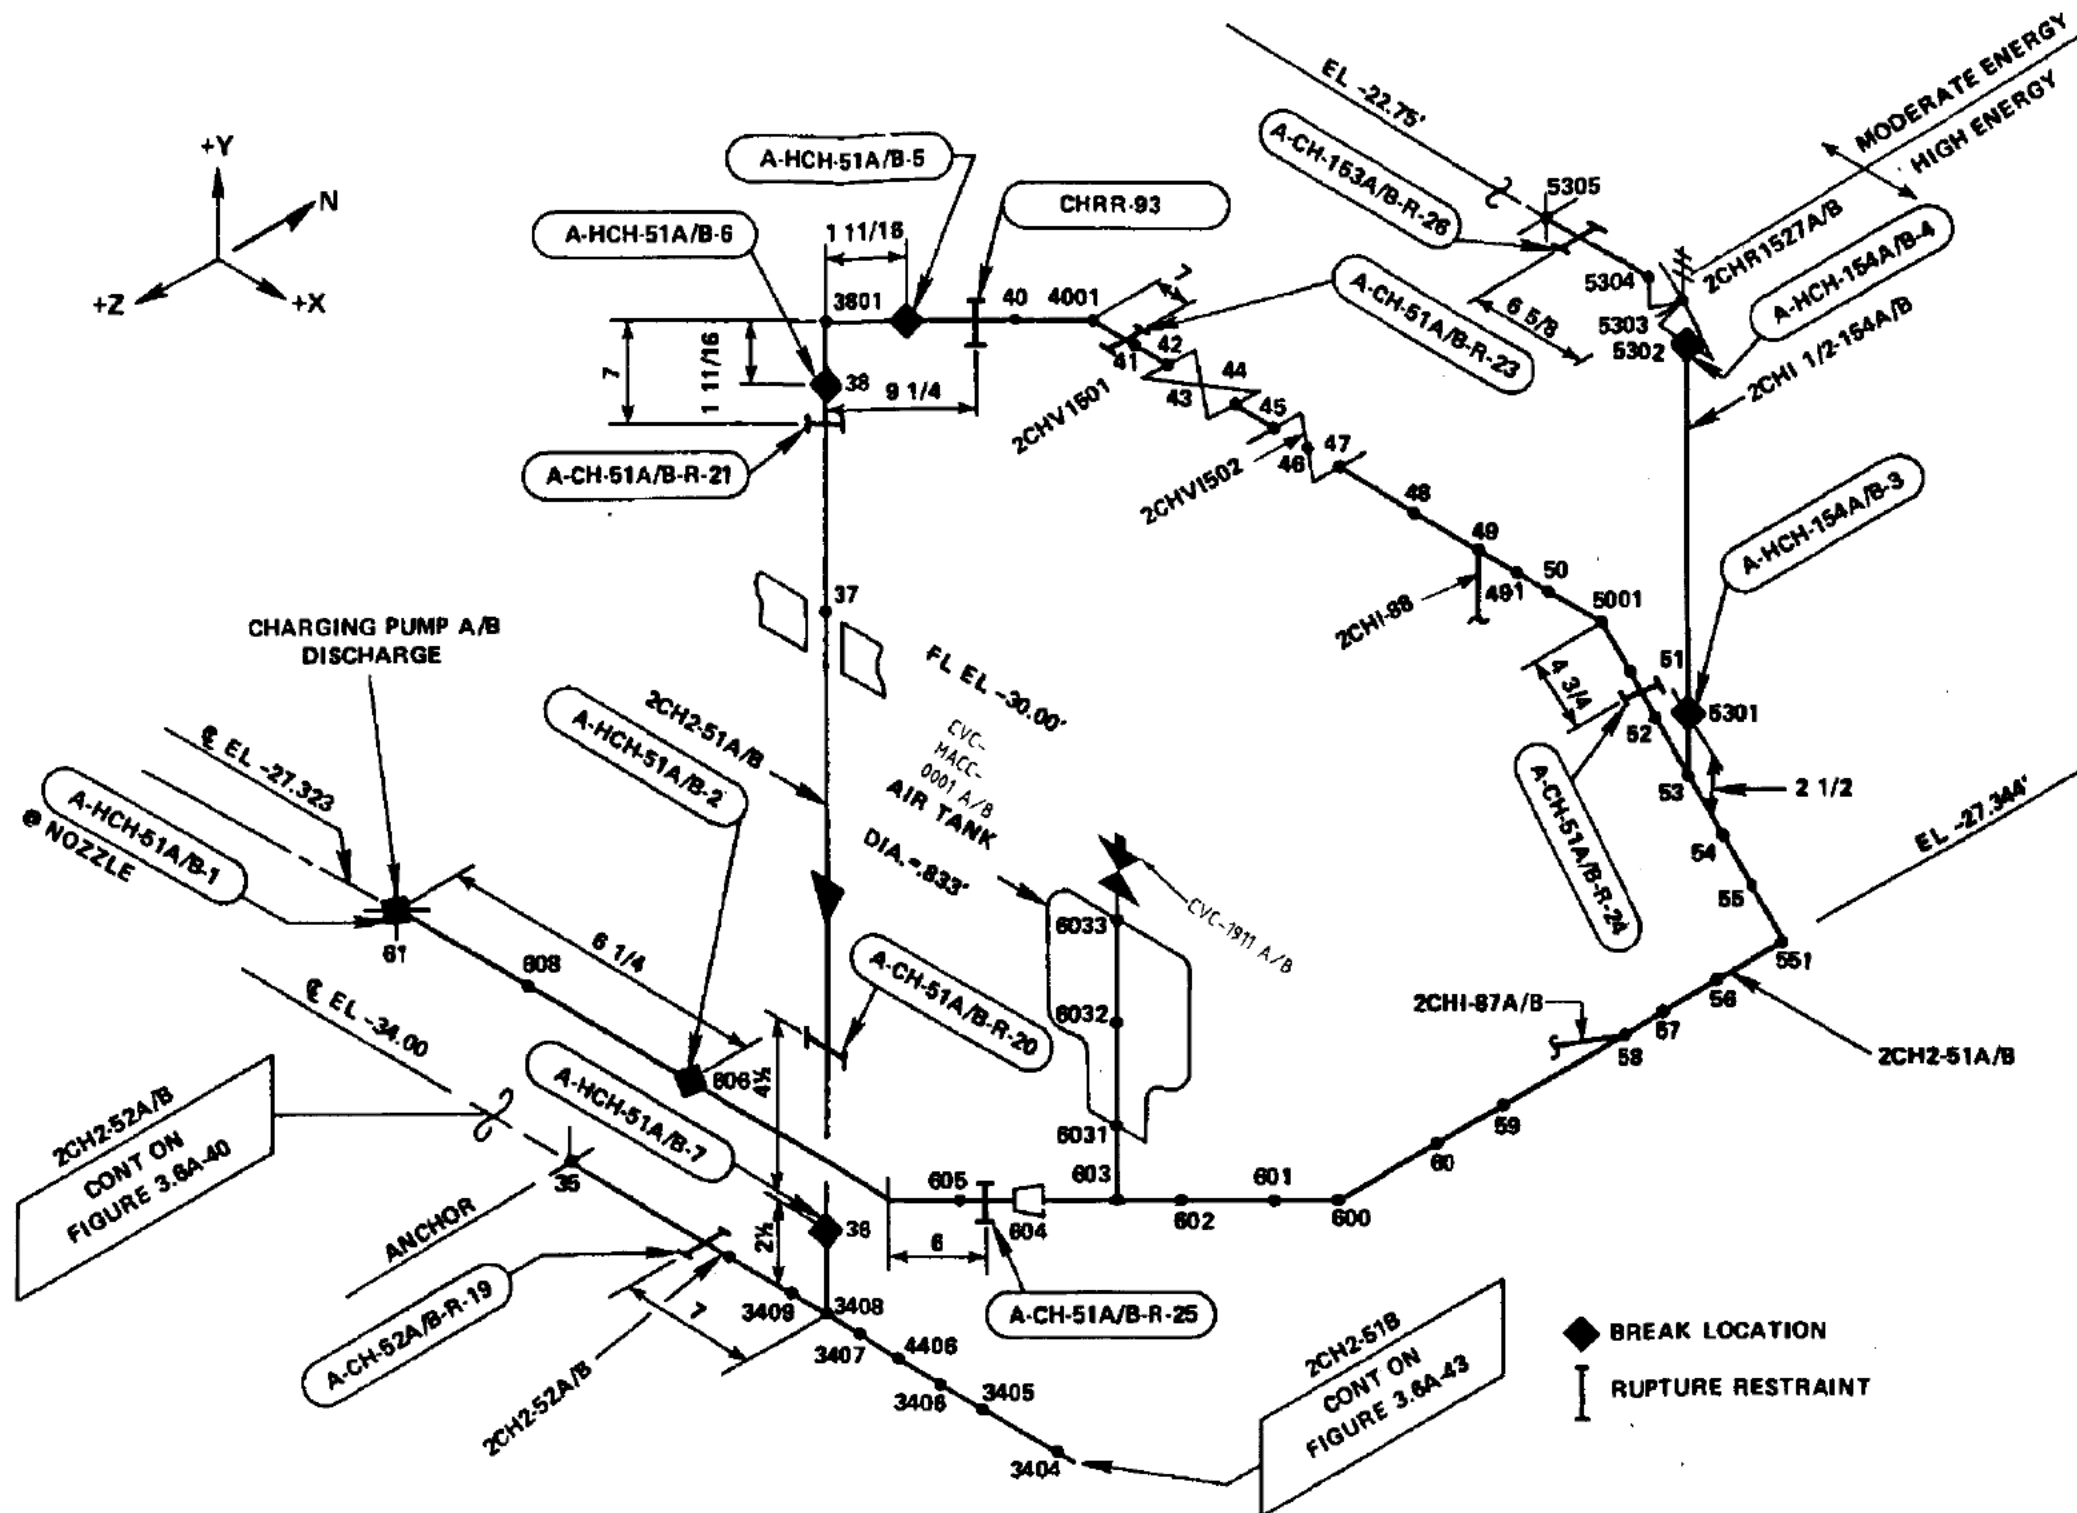 +Y
N
+Z
+X
EL -22.75'
MODERATE ENERGY
HIGH ENERGY
A-HCH-51A/B-5
CHRR-93
A-HCH-51A/B-6
1 11/16
A-CH-153A/B-R-26
5305
5304
2CHR1527A/B
A-HCH-154A/B-4
3801
40
4001
7
A-CH-51A/B-R-23
6 5/8
5303
5302
7
1 11/16
38
9 1/4
41
42
43
44
45
46
47
2CHI 1/2-154A/B
2CHV1501
A-CH-51A/B-R-21
2CHV1502
48
49
A-HCH-154A/B-3
37
50
491
5001
2CHI-88
CHARGING PUMP A/B
DISCHARGE
FL EL -30.00'
51
4 3/4
5301
52
2CH2-51A/B
A-HCH-51A/B-2
CVC-
MACC-
0001 A/B
AIR TANK
DIA.=.833'
53
2 1/2
54
A-CH-51A/B-R-24
℄ EL -27.323
A-HCH-51A/B-1
@ NOZZLE
EL -27.344'
55
6033
CVC-1911 A/B
61
6 1/4
608
A-CH-51A/B-R-20
551
℄ EL -34.00
6032
2CHI-87A/B
56
57
58
2CH2-51A/B
606
4½
A-HCH-51A/B-7
59
2CH2-52A/B
CONT ON
FIGURE 3.6A-40
6031
60
35
603
605
601
604
602
600
ANCHOR
2½
36
6
A-CH-52A/B-R-19
3409
3408
7
A-CH-51A/B-R-25
2CH2-52A/B
3407
4406
3406
3405
3404
2CH2-51B
CONT ON
FIGURE 3.6A-43
BREAK LOCATION
RUPTURE RESTRAINT